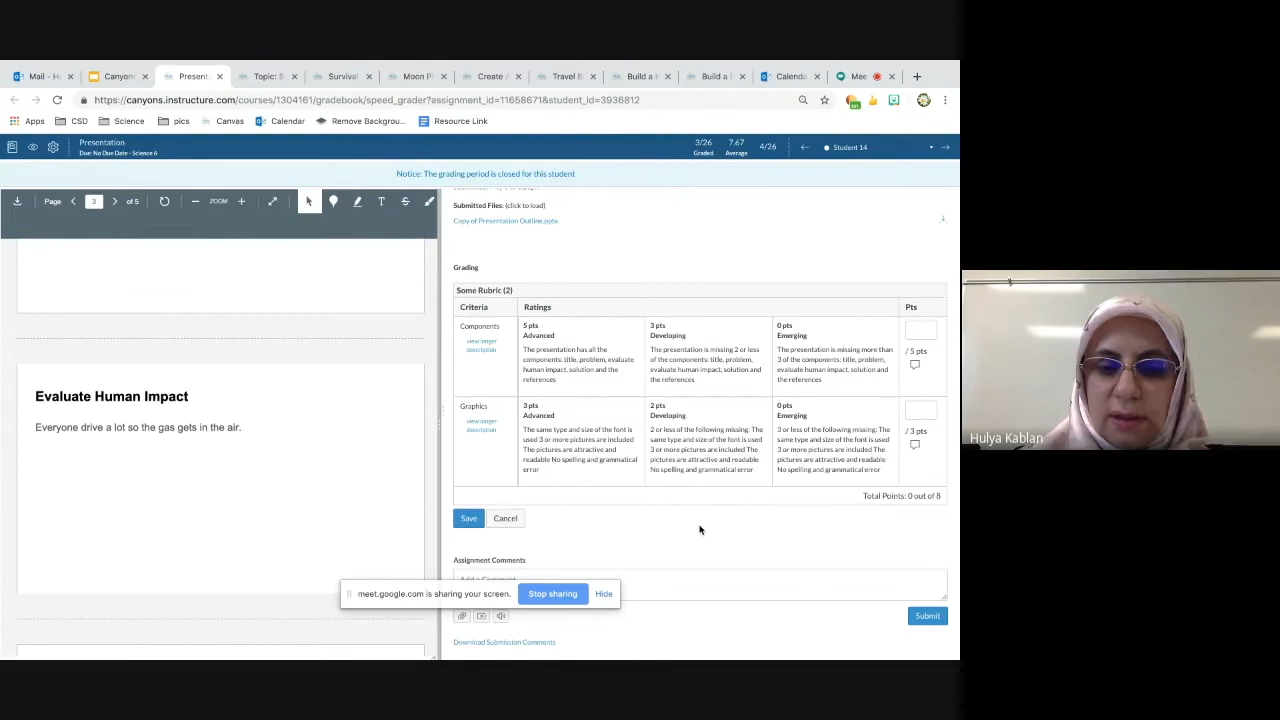 Mail - H
Canyon
Present
Topic: S
Survival
Moon P
Create
Travel B
Build a
Build a
Calenda
Mee
https://canyons.instructure.com/courses/1304161/gradebook/speed_grader?assignment_id=11658671&student_id=3936812
Apps
CSD
Science
pics
Canvas
Calendar
Remove Backgrou...
Resource Link
Presentation
Due: No Due Date - Science 6
3/26
Graded
7.67
Average
4/26
Student 14
Notice: The grading period is closed for this student
Page
3
of 5
ZOOM
T
S
Evaluate Human Impact
Everyone drive a lot so the gas gets in the air.
Submitted Files: (click to load)
Copy of Presentation Outline.pptx
Grading
Some Rubric (2)
Criteria
Ratings
Pts
Components
view longer
description
5 pts
Advanced
The presentation has all the
components: title, problem, evaluate
human impact, solution and the
references
3 pts
Developing
The presentation is missing 2 or less
of the components: title, problem,
evaluate human impact, solution and
the references
0 pts
Emerging
The presentation is missing more than
3 of the components: title, problem,
evaluate human impact, solution and
the references
/ 5 pts
Graphics
view longer
description
3 pts
Advanced
The same type and size of the font is
used 3 or more pictures are included
The pictures are attractive and
readable No spelling and grammatical
error
2 pts
Developing
2 or less of the following missing: The
same type and size of the font is used
3 or more pictures are included The
pictures are attractive and readable
No spelling and grammatical error
0 pts
Emerging
3 or less of the following missing: The
same type and size of the font is used
3 or more pictures are included The
pictures are attractive and readable
No spelling and grammatical error
/ 3 pts
Total Points: 0 out of 8
Save
Cancel
Assignment Comments
Add a Comment
meet.google.com is sharing your screen.
Stop sharing
Hide
Submit
Download Submission Comments
Hulya Kablan